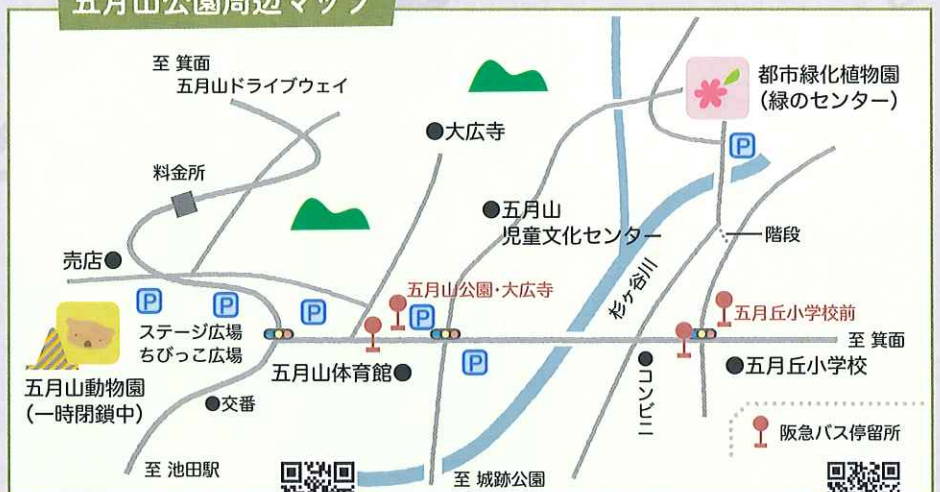 五月山公園周辺マップ
至 箕面
五月山ドライブウェイ
都市緑化植物園
(緑のセンター)
大広寺
P
料金所
五月山
児童文化センター
階段
売店
杉ヶ谷川
五月山公園・大広寺
五月丘小学校前
P
P
P
P
ステージ広場
ちびっこ広場
至 箕面
五月山体育館
P
五月丘小学校
五月山動物園
(一時閉鎖中)
交番
コンビニ
阪急バス停留所
至 池田駅
至 城跡公園